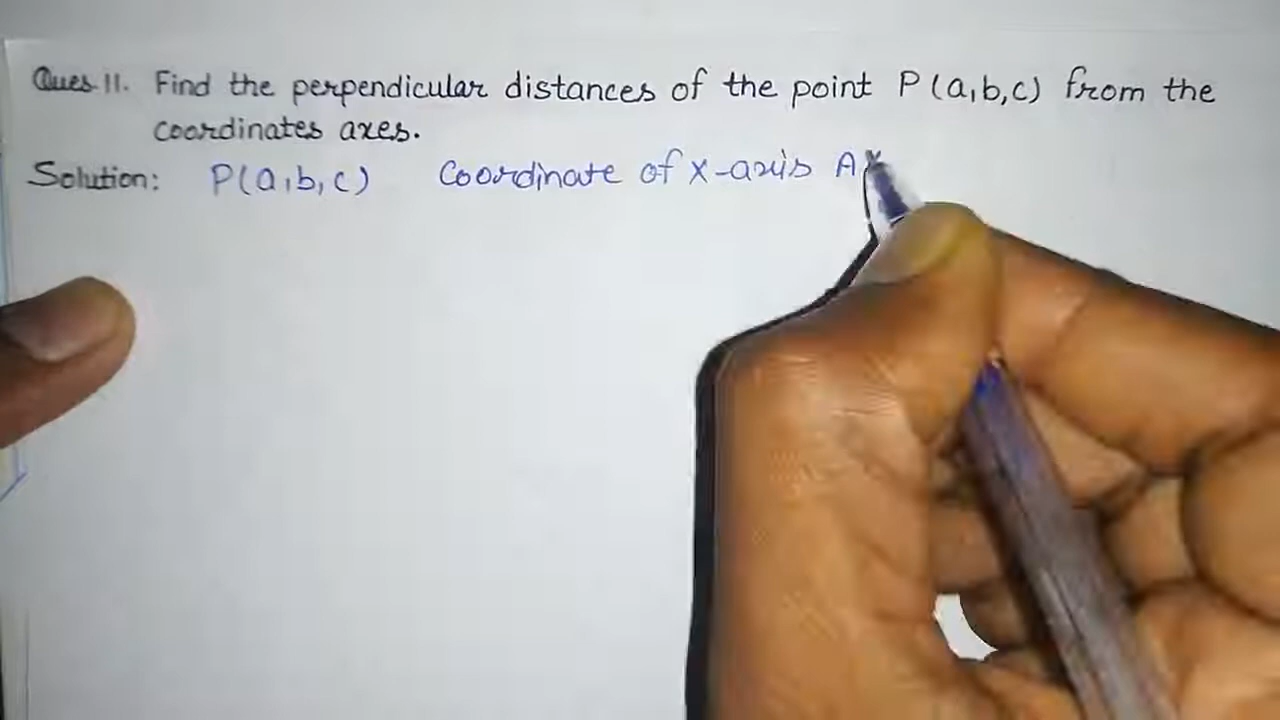 Ques.11. Find the perpendicular distances of the point P(a,b,c) from the
coordinates axes.
Solution: P(a,b,c) Coordinate of x-axis A